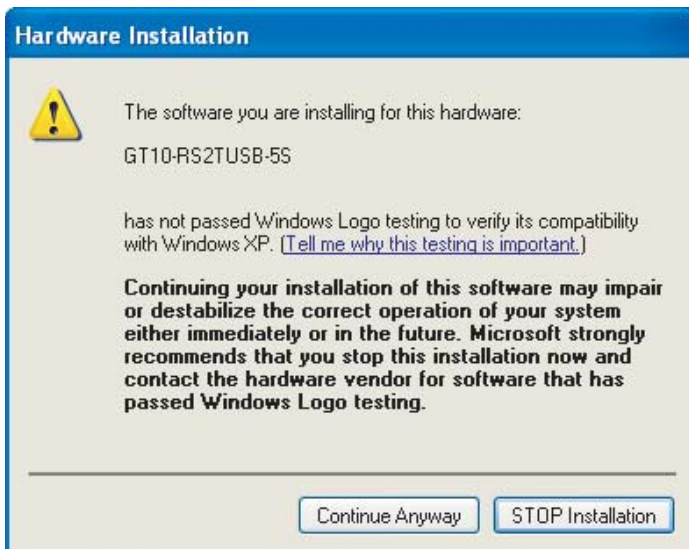 Hardware Installation
The software you are installing for this hardware:
GT10-RS2TUSB-5S
has not passed Windows Logo testing to verify its compatibility
with Windows XP. (Tell me why this testing is important.)
Continuing your installation of this software may impair
or destabilize the correct operation of your system
either immediately or in the future. Microsoft strongly
recommends that you stop this installation now and
contact the hardware vendor for software that has
passed Windows Logo testing.
Continue Anyway
STOP Installation